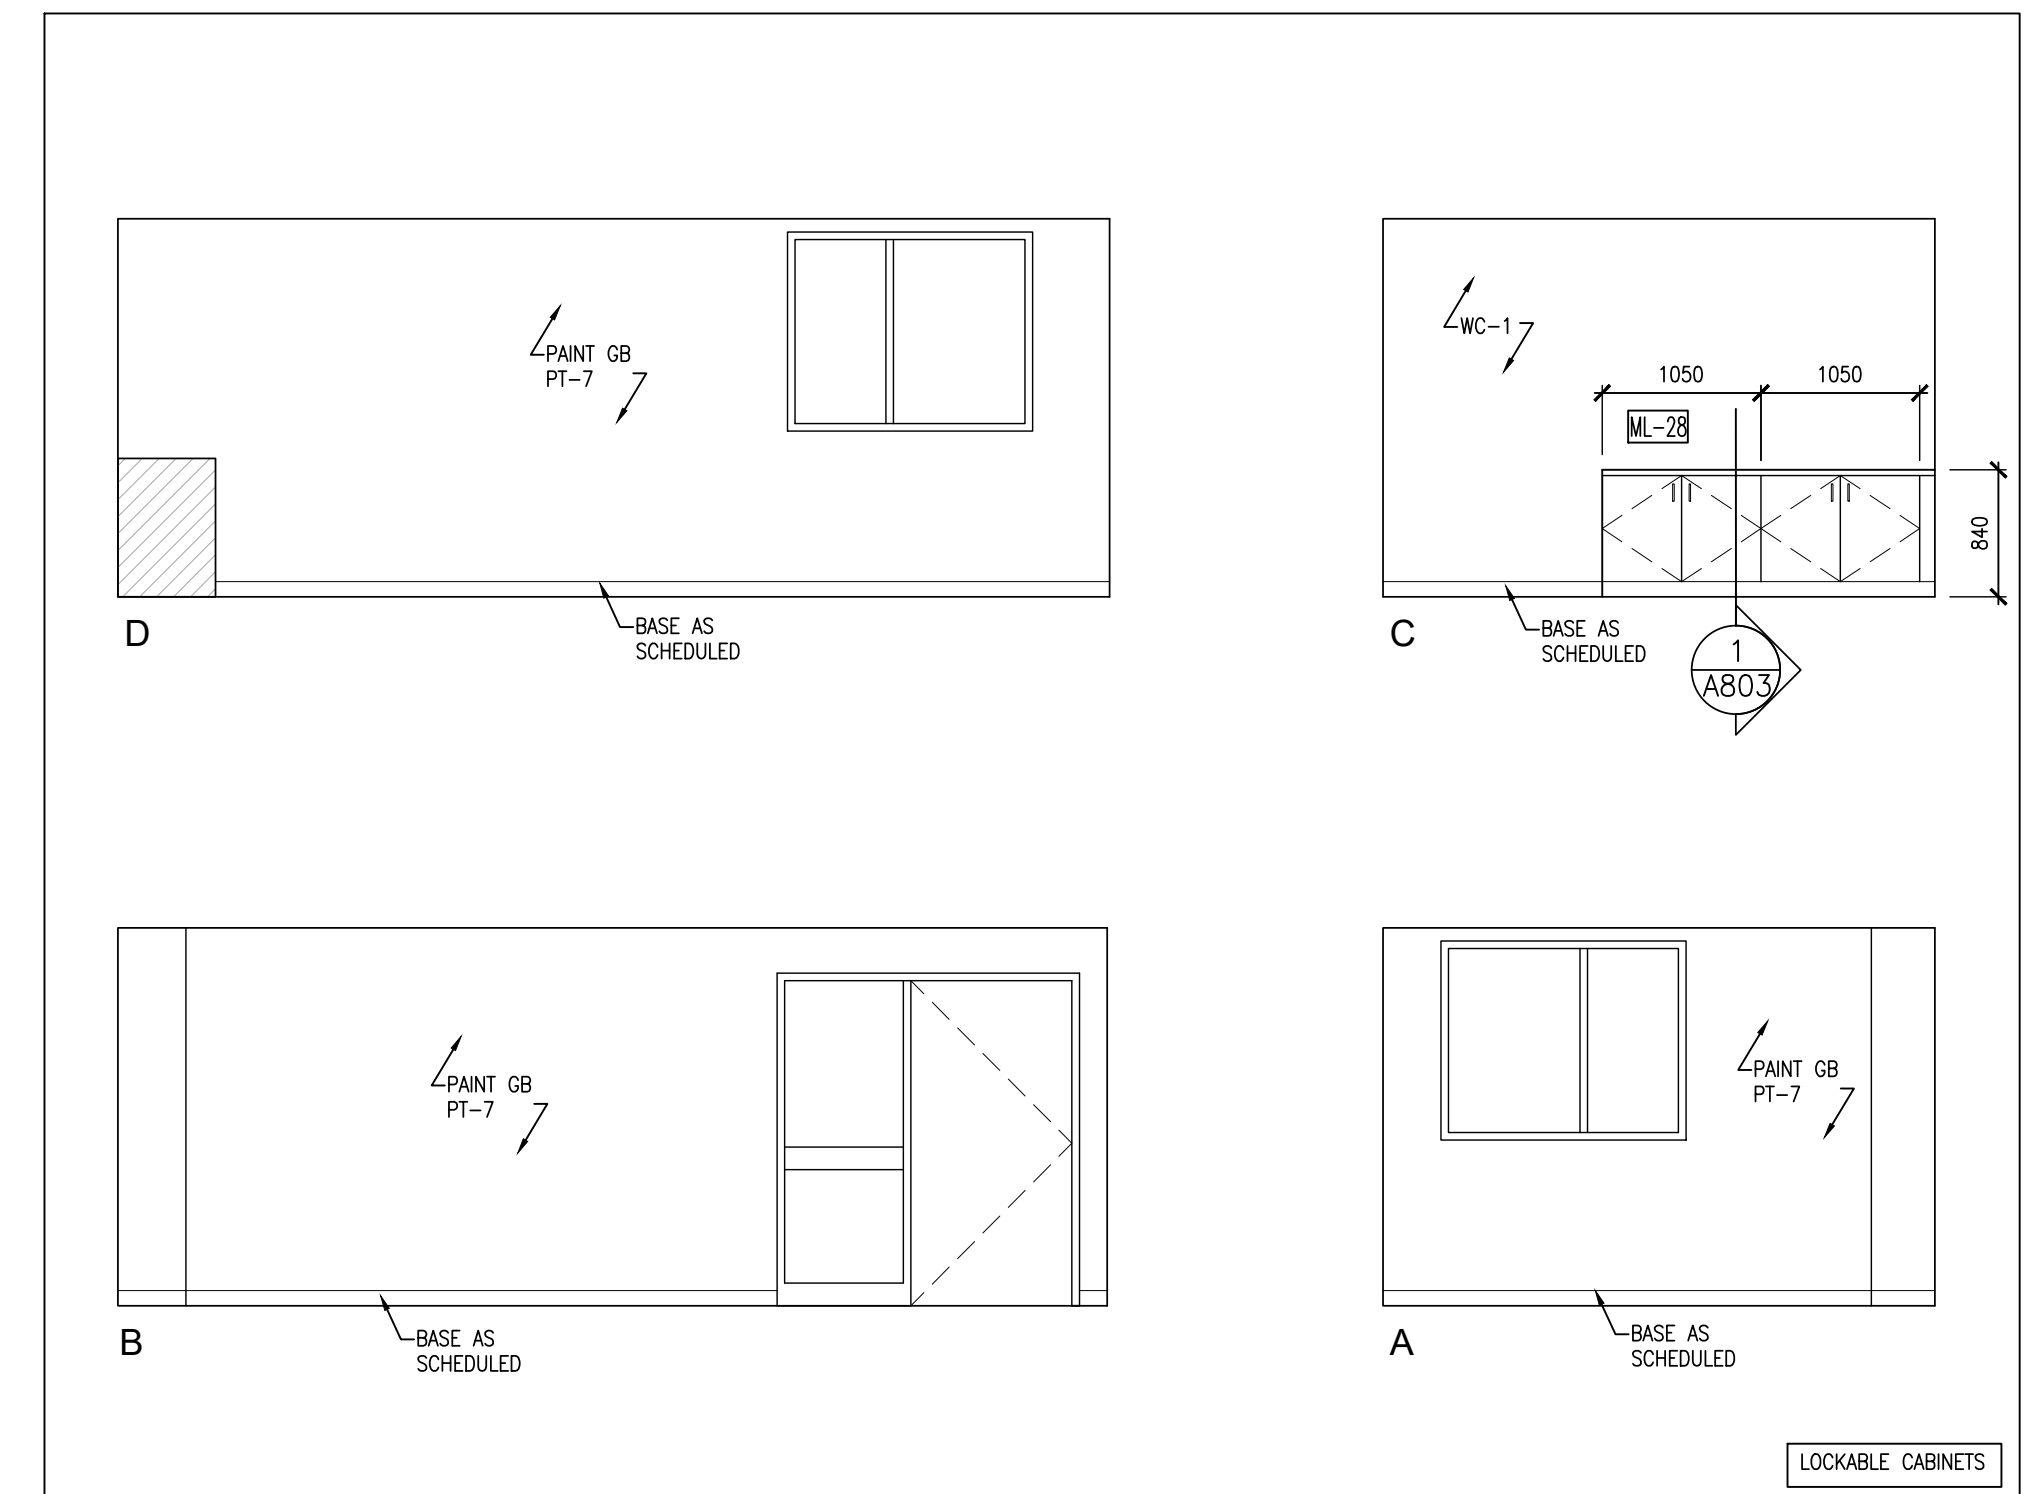 PAINT GB
PT-7
BASE AS
SCHEDULED
D
WC-1
1050
1050
ML-28
840
BASE AS
SCHEDULED
C
1
A803
PAINT GB
PT-7
BASE AS
SCHEDULED
B
PAINT GB
PT-7
BASE AS
SCHEDULED
A
LOCKABLE CABINETS